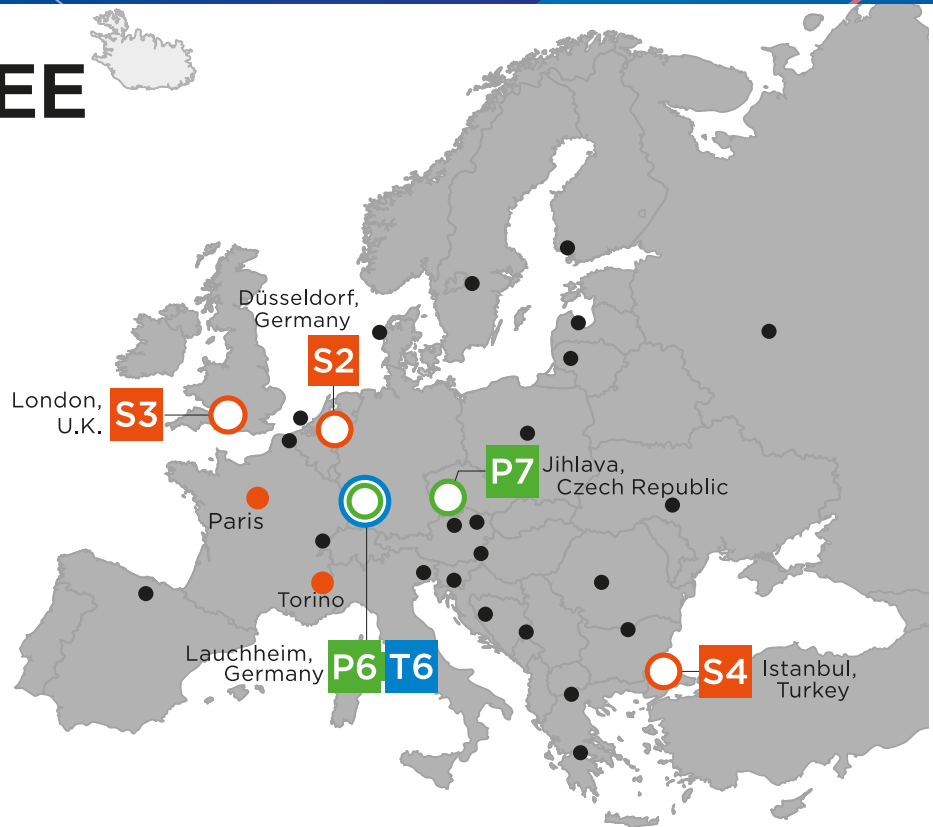 EE
Düsseldorf,
Germany
S2
London,
U.K.
S3
P7
Jihlava,
Czech Republic
Paris
Torino
Lauchheim,
Germany
P6 T6
S4
Istanbul,
Turkey